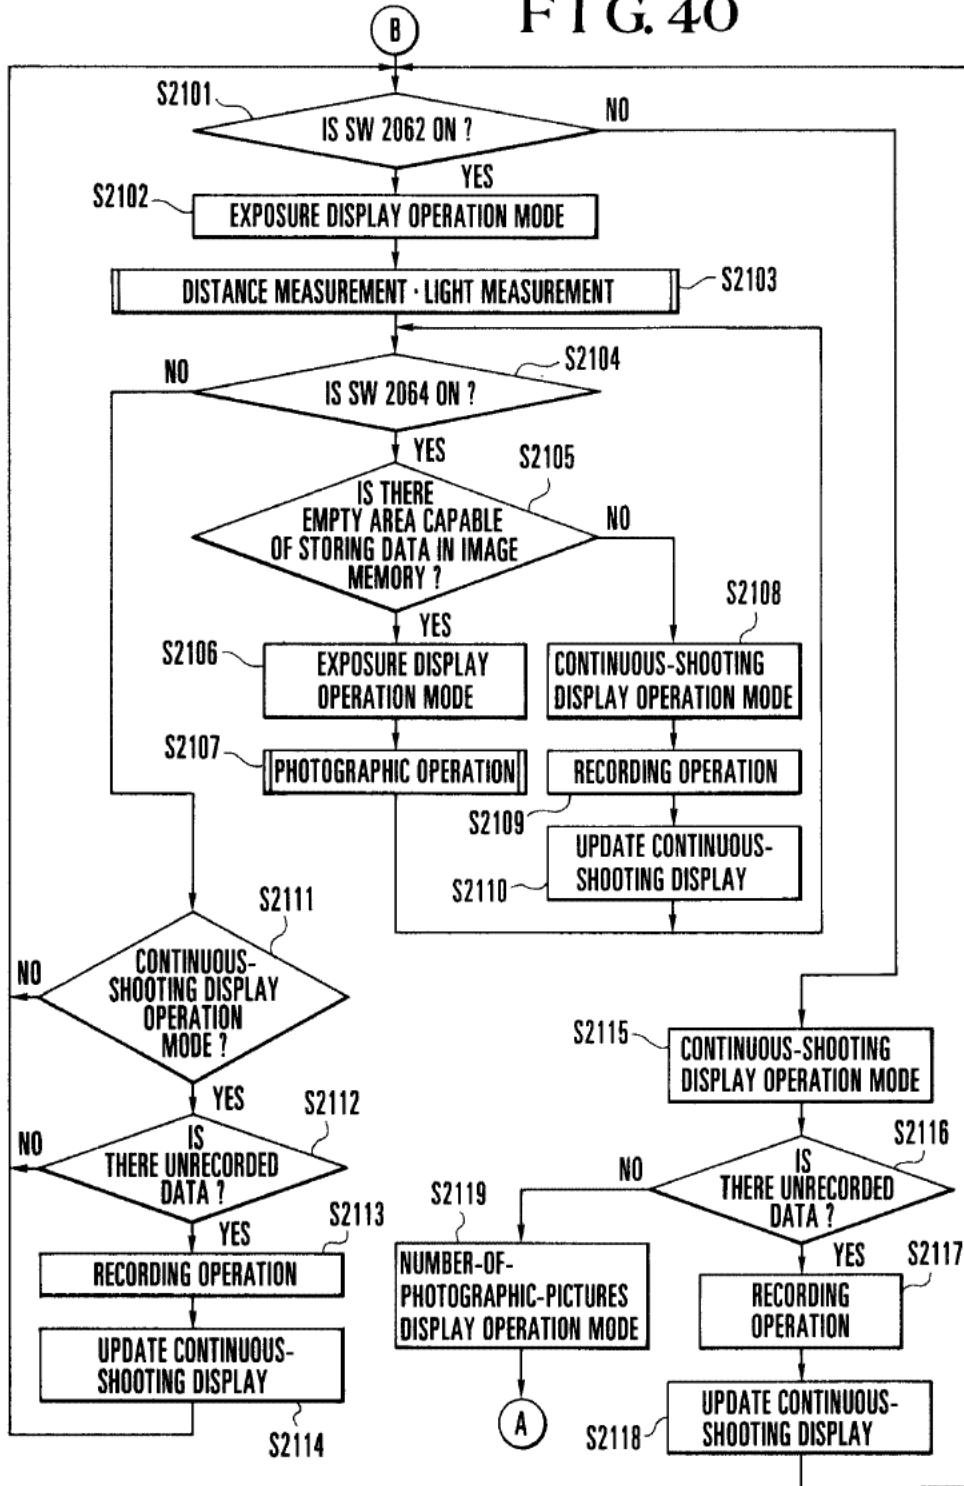 FIG. 40
B
S2101
IS SW 2062 ON ?
NO
YES
S2102
EXPOSURE DISPLAY OPERATION MODE
DISTANCE MEASUREMENT · LIGHT MEASUREMENT
S2103
NO
S2104
IS SW 2064 ON ?
YES
S2105
IS THERE
EMPTY AREA CAPABLE
OF STORING DATA IN IMAGE
MEMORY ?
NO
YES
S2106
EXPOSURE DISPLAY
OPERATION MODE
S2108
CONTINUOUS-SHOOTING
DISPLAY OPERATION MODE
S2107
PHOTOGRAPHIC OPERATION
RECORDING OPERATION
S2109
UPDATE CONTINUOUS-
SHOOTING DISPLAY
S2110
S2111
CONTINUOUS-
SHOOTING DISPLAY
OPERATION
MODE ?
NO
YES
S2112
IS
THERE UNRECORDED
DATA ?
NO
YES
S2113
RECORDING OPERATION
UPDATE CONTINUOUS-
SHOOTING DISPLAY
S2114
S2115
CONTINUOUS-SHOOTING
DISPLAY OPERATION MODE
S2116
IS
THERE UNRECORDED
DATA ?
NO
YES
S2119
NUMBER-OF-
PHOTOGRAPHIC-PICTURES
DISPLAY OPERATION MODE
A
S2117
RECORDING
OPERATION
UPDATE CONTINUOUS-
SHOOTING DISPLAY
S2118